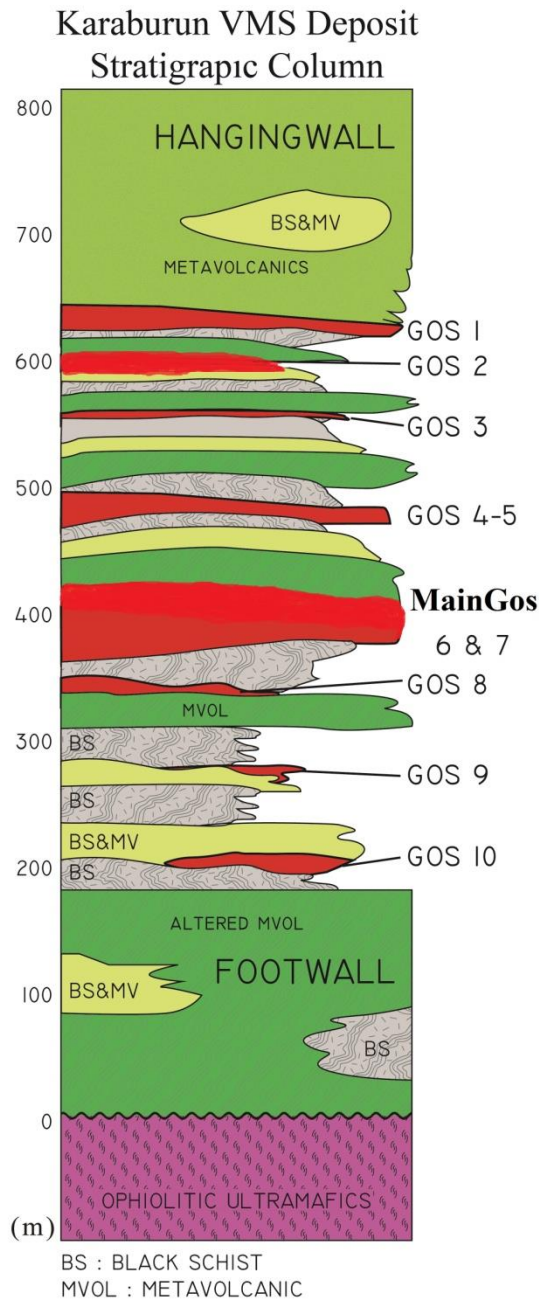 Karaburun VMS Deposit
Stratigrapıc Column
800
HANGINGWALL
BS&MV
700
METAVOLCANICS
GOS 1
600
GOS 2
GOS 3
500
GOS 4-5
400
MainGos
6 & 7
GOS 8
MVOL
300
BS
GOS 9
BS
BS&MV
GOS 10
200
BS
ALTERED MVOL
FOOTWALL
100
BS&MV
BS
0
OPHIOLITIC ULTRAMAFICS
(m)
BS : BLACK SCHIST
MVOL : METAVOLCANIC